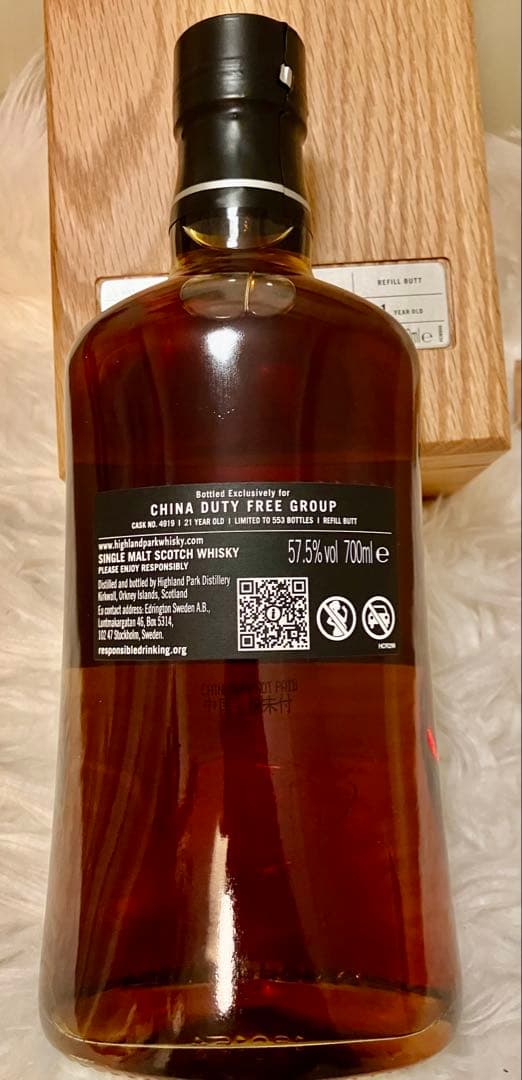 REFILL BUTT
YEAR OLD
Bottled Exclusively for
CHINA DUTY FREE GROUP
CASK NO. 4919 | 21 YEAR OLD | LIMITED TO 553 BOTTLES | REFILL BUTT
www.highlandparkwhisky.com
SINGLE MALT SCOTCH WHISKY
PLEASE ENJOY RESPONSIBLY
57.5% vol 700ml e
Distilled and bottled by Highland Park Distillery
Kirkwall, Orkney Islands, Scotland
Eu contact address: Edrington Sweden A.B.,
Luntmakargatan 46, Box 5314,
102 47 Stockholm, Sweden.
responsibledrinking.org
PAID
未付